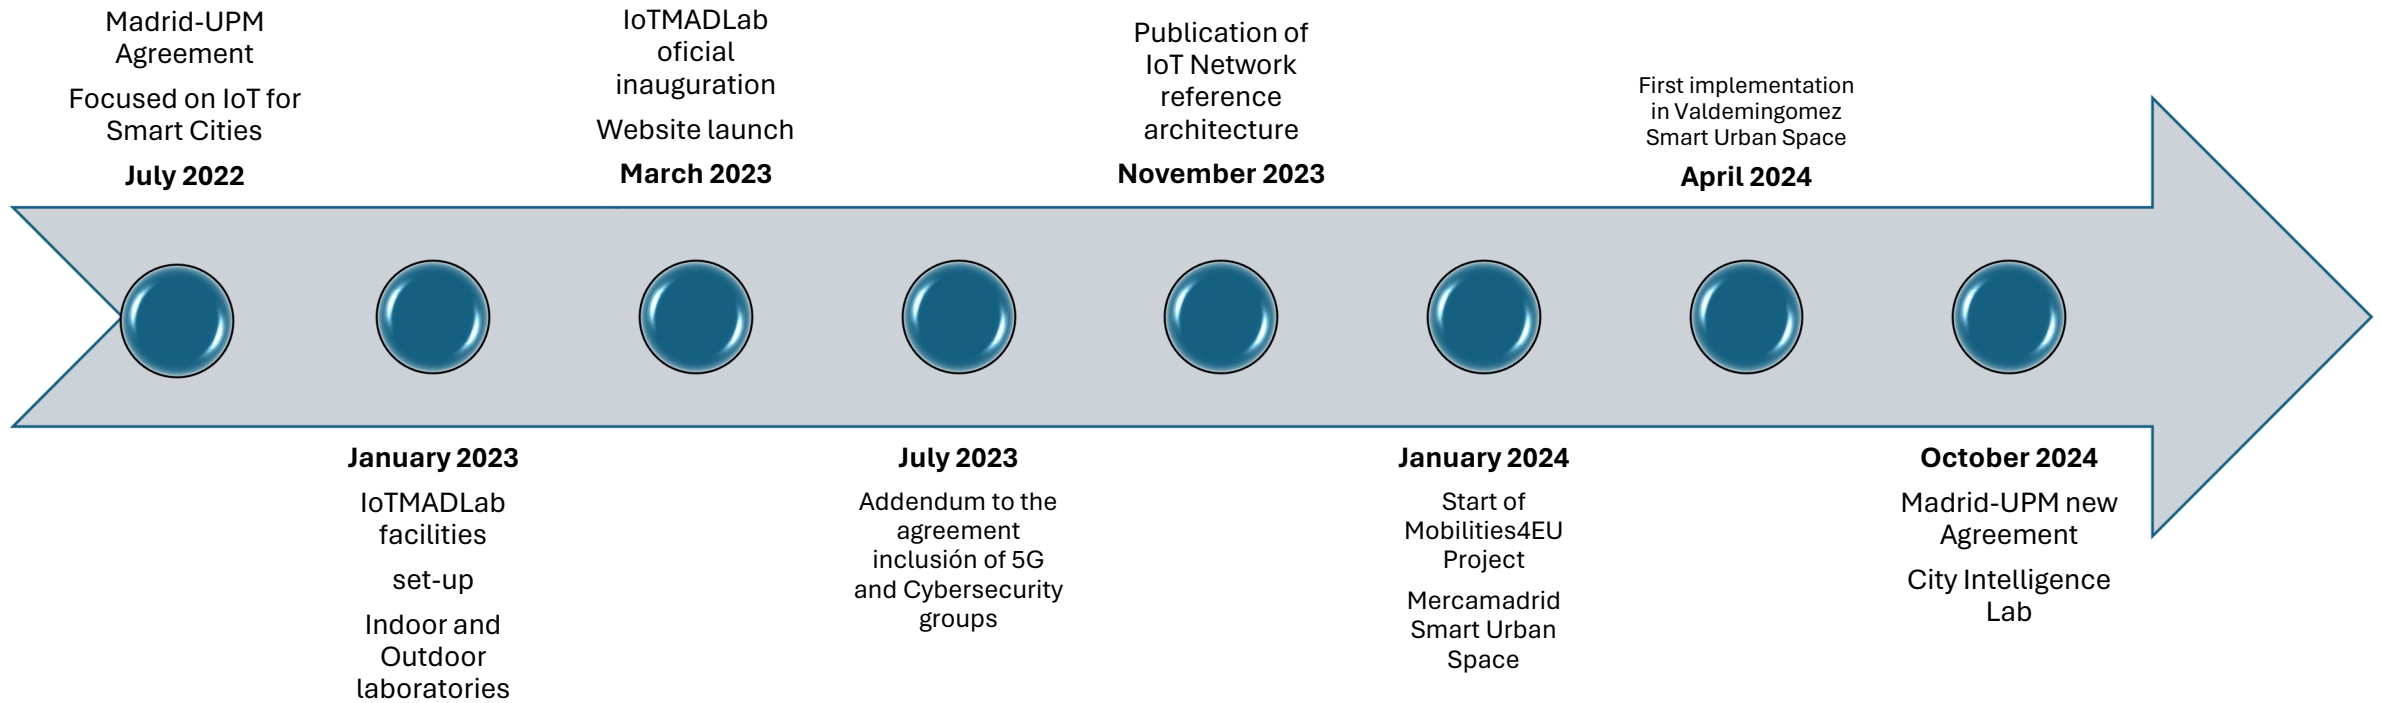 Madrid-UPM
Agreement
Focused on IoT for
Smart Cities
July 2022
IoTMADLab
oficial
inauguration
Website launch
March 2023
Publication of
IoT Network
reference
architecture
November 2023
First implementation
in Valdemingomez
Smart Urban Space
April 2024
January 2023
IoTMADLab
facilities
set-up
Indoor and
Outdoor
laboratories
July 2023
Addendum to the
agreement
inclusión of 5G
and Cybersecurity
groups
January 2024
Start of
Mobilities4EU
Project
Mercamadrid
Smart Urban
Space
October 2024
Madrid-UPM new
Agreement
City Intelligence
Lab